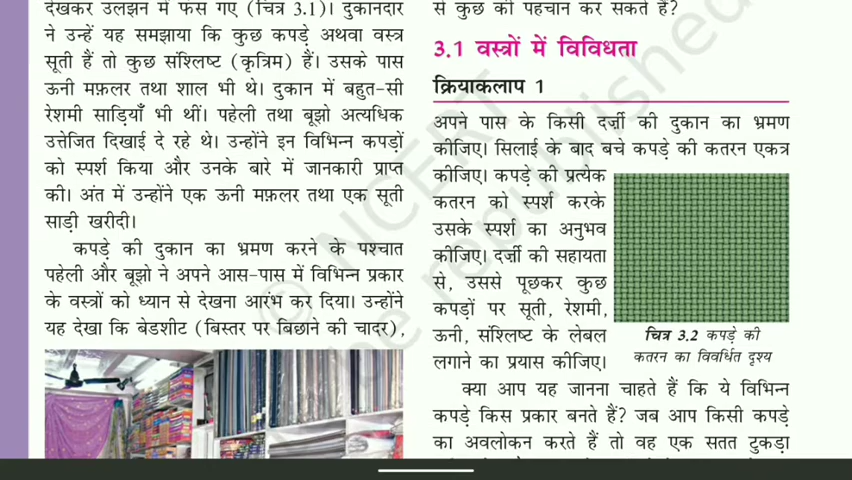 देखकर उलझन में फँस गए (चित्र 3.1)। दुकानदार
ने उन्हें यह समझाया कि कुछ कपड़े अथवा वस्त्र
सूती हैं तो कुछ संश्लिष्ट (कृत्रिम) हैं। उसके पास
ऊनी मफ़लर तथा शाल भी थे। दुकान में बहुत-सी
रेशमी साड़ियाँ भी थीं। पहेली तथा बूझो अत्यधिक
उत्तेजित दिखाई दे रहे थे। उन्होंने इन विभिन्न कपड़ों
को स्पर्श किया और उनके बारे में जानकारी प्राप्त
की। अंत में उन्होंने एक ऊनी मफ़लर तथा एक सूती
साड़ी खरीदी।
कपड़े की दुकान का भ्रमण करने के पश्चात
पहेली और बूझो ने अपने आस-पास में विभिन्न प्रकार
के वस्त्रों को ध्यान से देखना आरंभ कर दिया। उन्होंने
यह देखा कि बेडशीट (बिस्तर पर बिछाने की चादर),
से कुछ की पहचान कर सकते हैं?
3.1 वस्त्रों में विविधता
क्रियाकलाप 1
अपने पास के किसी दर्ज़ी की दुकान का भ्रमण
कीजिए। सिलाई के बाद बचे कपड़े की कतरन एकत्र
कीजिए। कपड़े की प्रत्येक
कतरन को स्पर्श करके
उसके स्पर्श का अनुभव
कीजिए। दर्ज़ी की सहायता
से, उससे पूछकर कुछ
कपड़ों पर सूती, रेशमी,
ऊनी, संश्लिष्ट के लेबल
लगाने का प्रयास कीजिए।
चित्र 3.2 कपड़े की
कतरन का विवर्धित दृश्य
क्या आप यह जानना चाहते हैं कि ये विभिन्न
कपड़े किस प्रकार बनते हैं? जब आप किसी कपड़े
का अवलोकन करते हैं तो वह एक सतत टुकड़ा
© NCERT
be republished